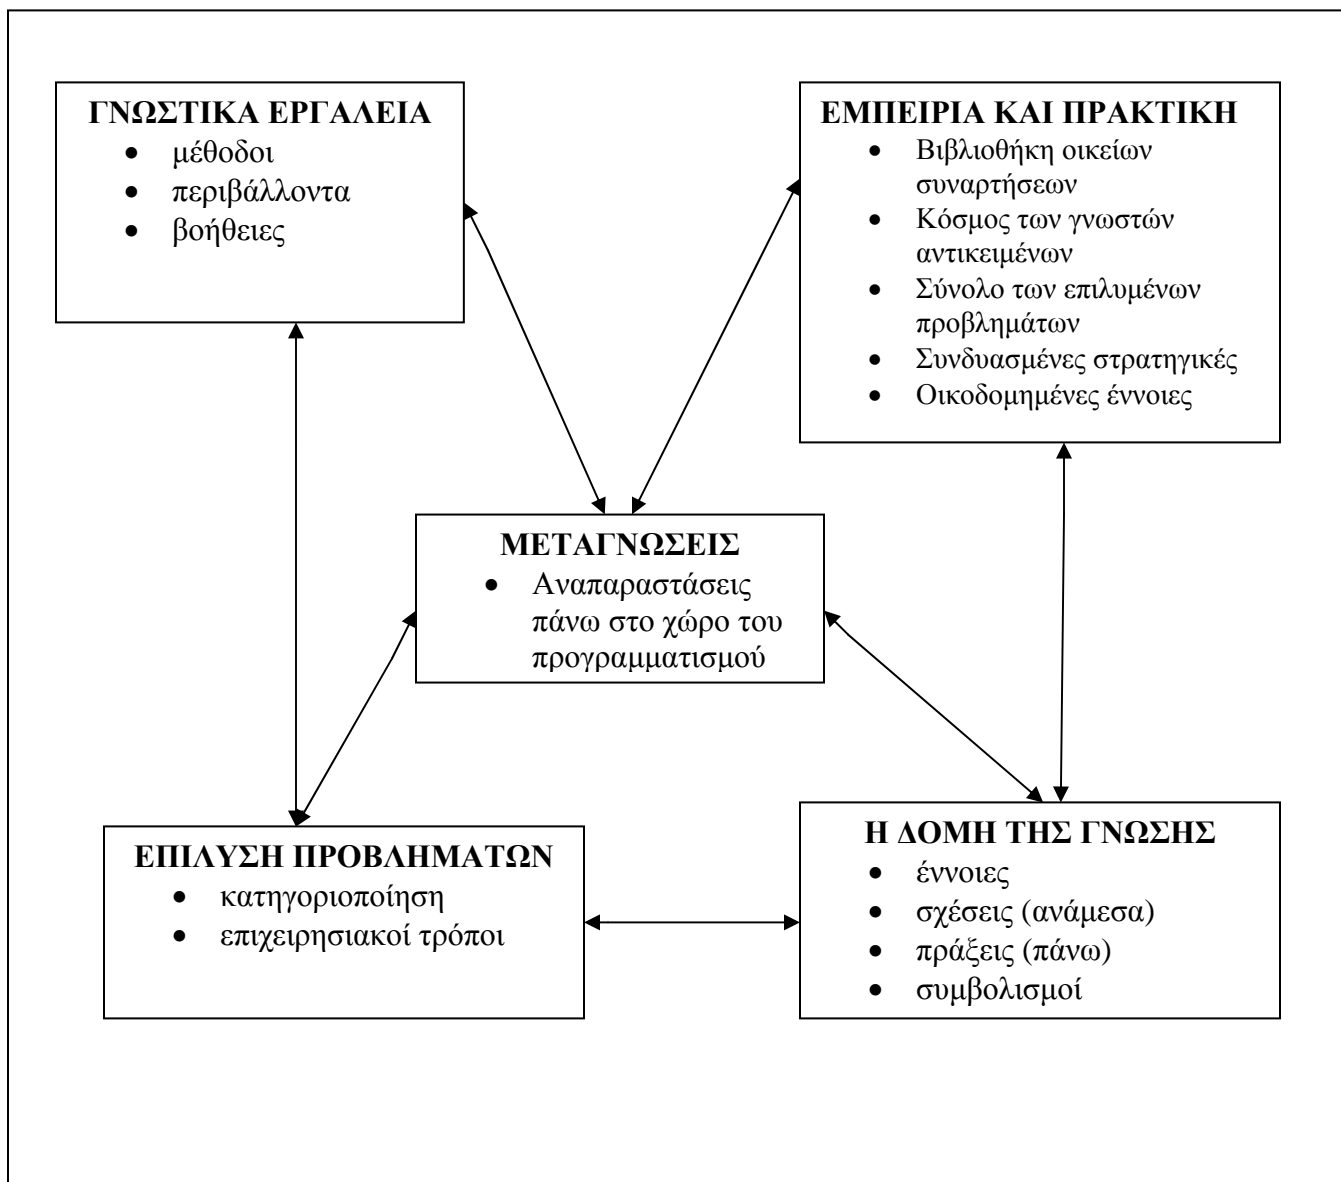 ΓΝΩΣΤΙΚΑ ΕΡΓΑΛΕΙΑ
• μέθοδοι
• περιβάλλοντα
• βοήθειες
ΕΜΠΕΙΡΙΑ ΚΑΙ ΠΡΑΚΤΙΚΗ
• Βιβλιοθήκη οικείων
συναρτήσεων
• Κόσμος των γνωστών
αντικειμένων
• Σύνολο των επιλυμένων
προβλημάτων
• Συνδυασμένες στρατηγικές
• Οικοδομημένες έννοιες
ΜΕΤΑΓΝΩΣΕΙΣ
• Αναπαραστάσεις
πάνω στο χώρο του
προγραμματισμού
ΕΠΙΛΥΣΗ ΠΡΟΒΛΗΜΑΤΩΝ
• κατηγοριοποίηση
• επιχειρησιακοί τρόποι
Η ΔΟΜΗ ΤΗΣ ΓΝΩΣΗΣ
• έννοιες
• σχέσεις (ανάμεσα)
• πράξεις (πάνω)
• συμβολισμοί